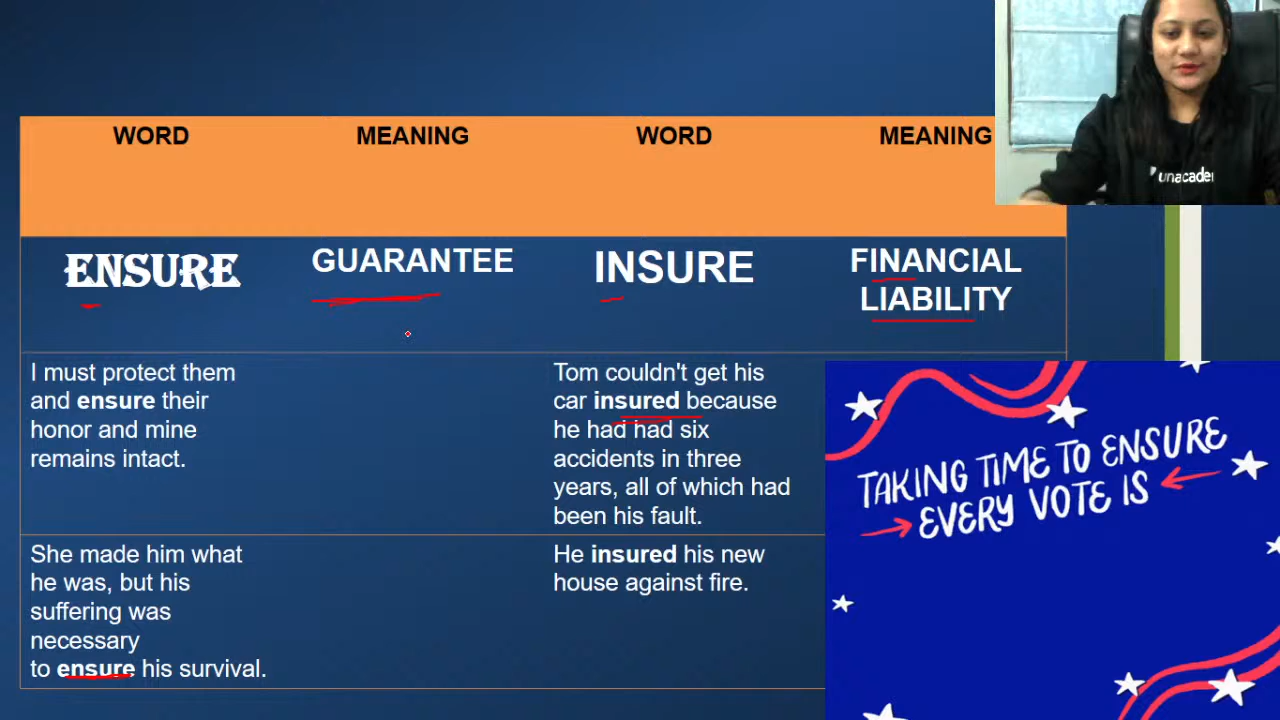 WORD MEANING WORD MEANING
unacader
ENSURE GUARANTEE INSURE FINANCIAL
LIABILITY
I must protect them
and ensure their
honor and mine
remains intact.
Tom couldn't get his
car insured because
he had had six
accidents in three
years, all of which had
been his fault.
TAKING TIME TO ENSURE
EVERY VOTE IS
She made him what
he was, but his
suffering was
necessary
to ensure his survival.
He insured his new
house against fire.